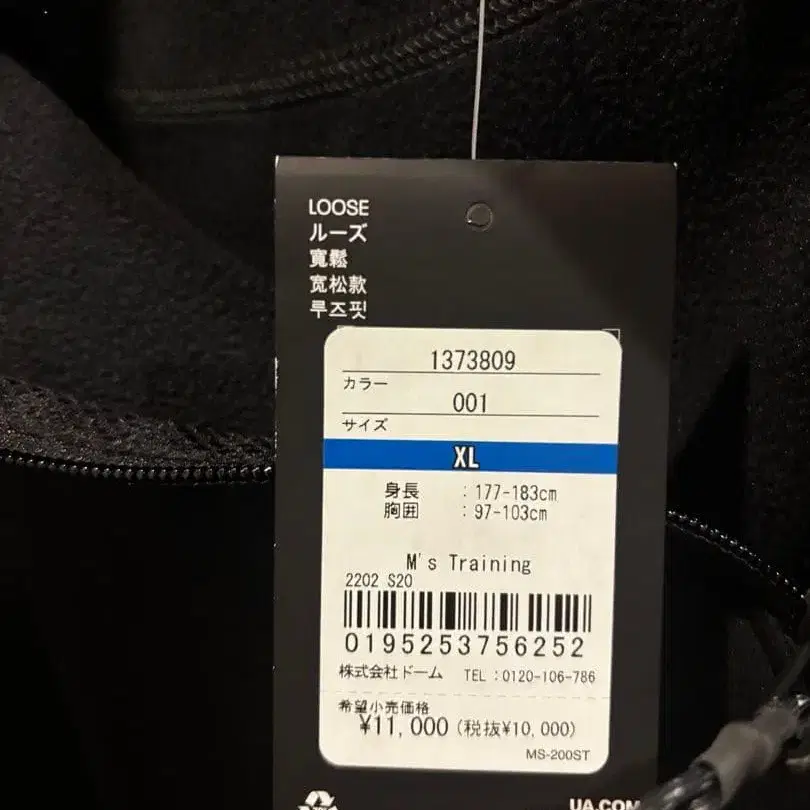 LOOSE
ルーズ
寬鬆
宽松款
루즈핏
1373809
カラー
001
サイズ
XL
身長 : 177-183cm
胸囲 : 97-103cm
M's Training
2202 S20
0195253756252
株式会社ドーム TEL:0120-106-786
希望小売価格
¥11,000 (税抜¥10,000)
MS-200ST
UA.COM